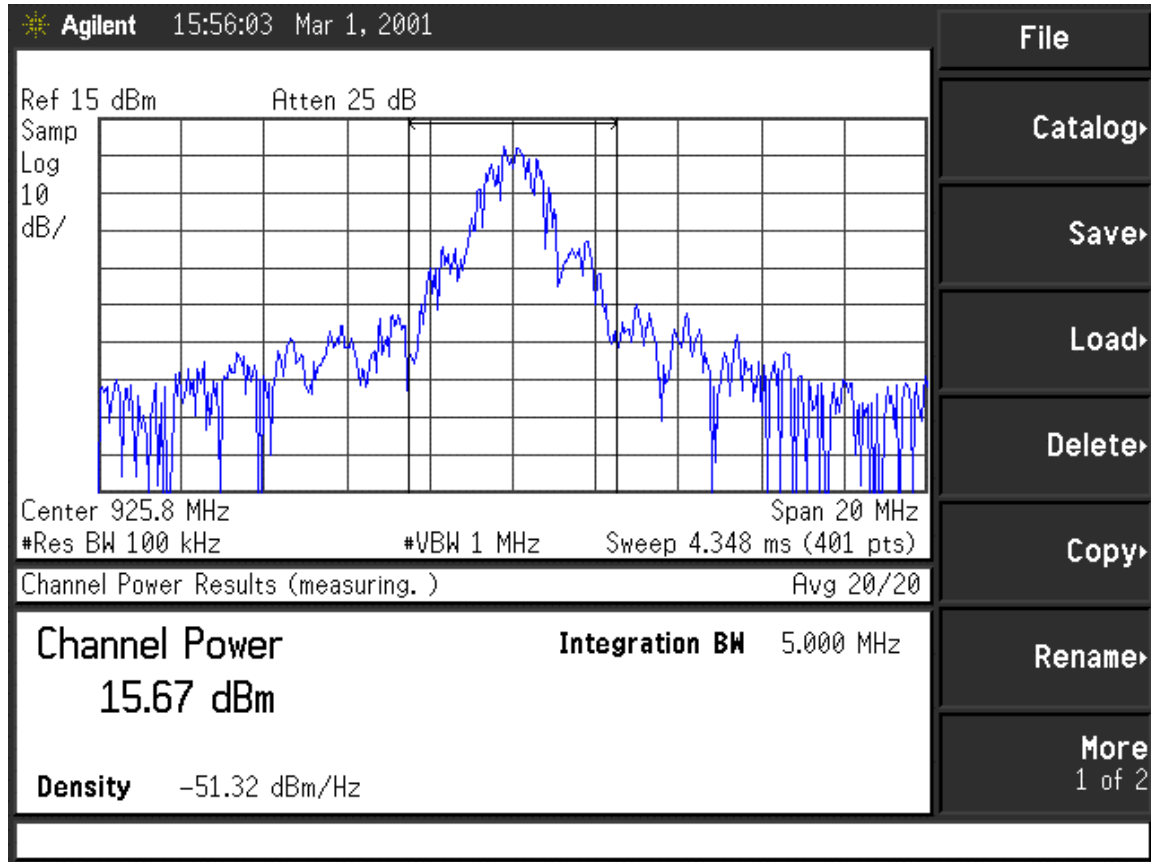 Agilent 15:56:03 Mar 1, 2001
File
Ref 15 dBm Atten 25 dB
Samp
Log
10
dB/
Center 925.8 MHz Span 20 MHz
#Res BW 100 kHz #VBW 1 MHz Sweep 4.348 ms (401 pts)
Channel Power Results (measuring. ) Avg 20/20
Channel Power Integration BW 5.000 MHz
15.67 dBm
Density -51.32 dBm/Hz
Catalog
Save
Load
Delete
Copy
Rename
More
1 of 2